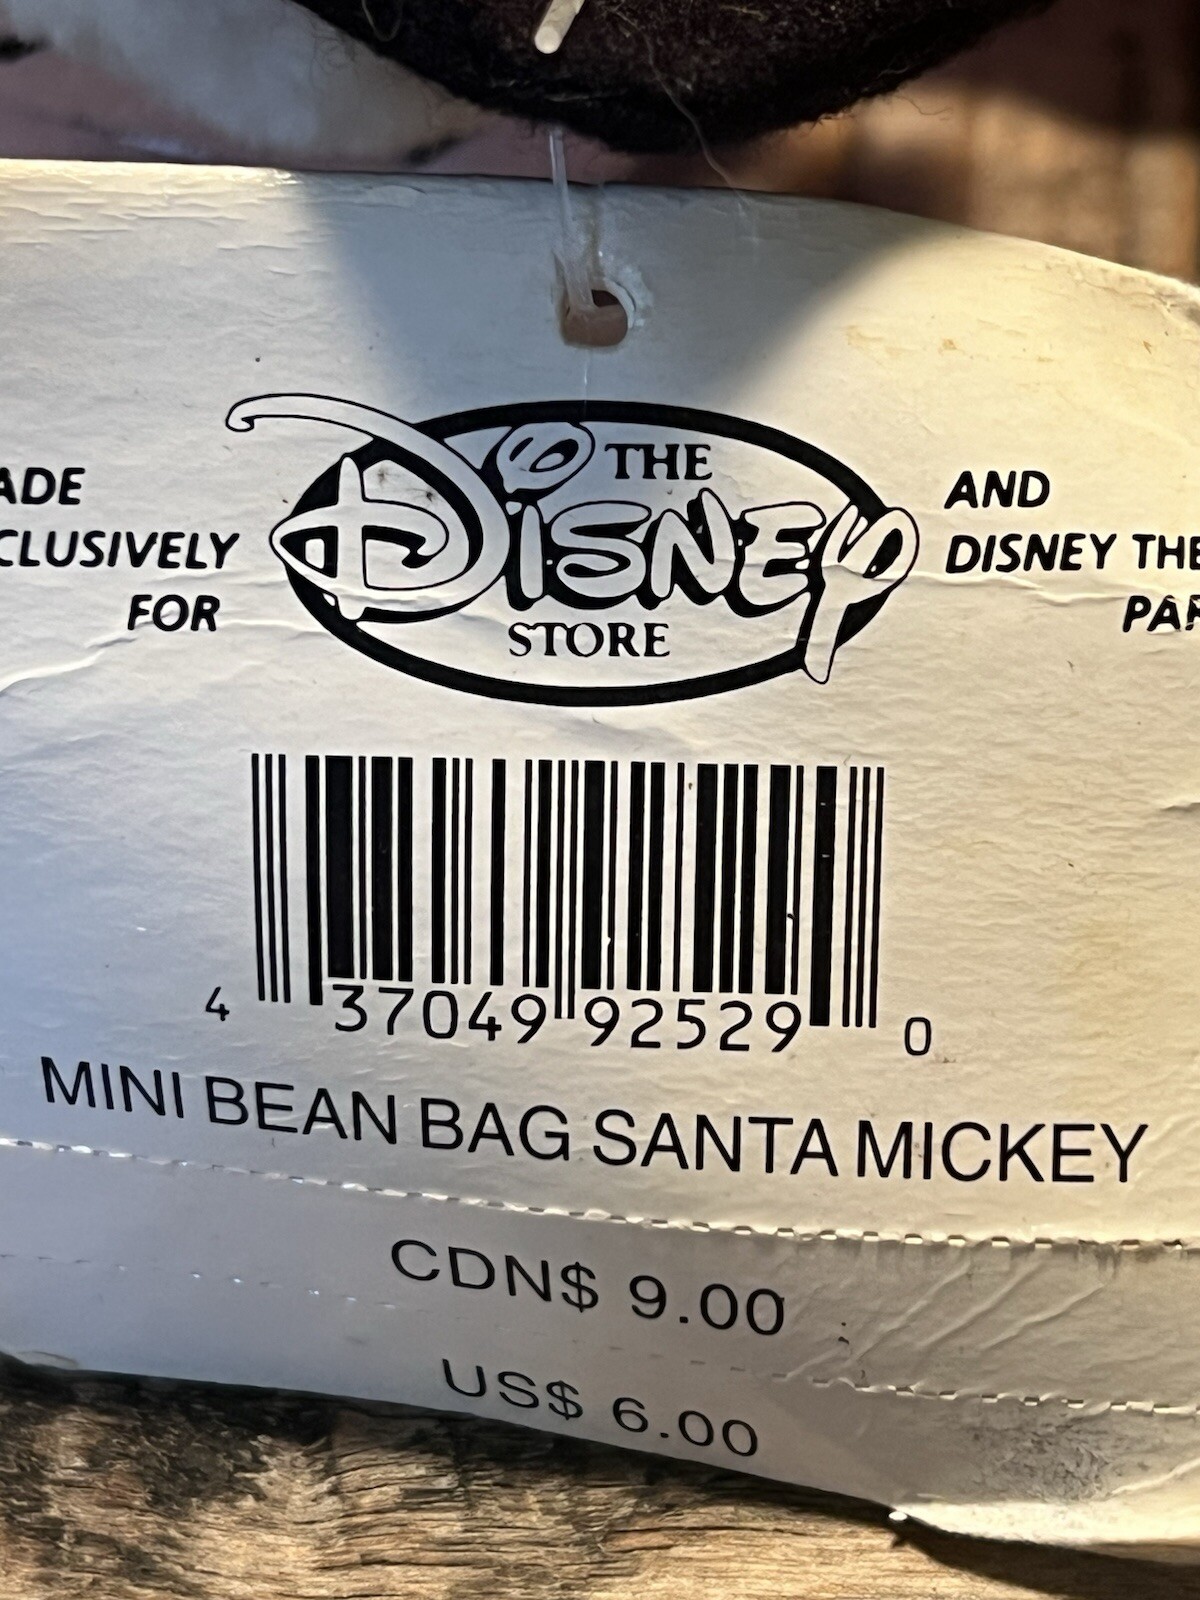 ADE
CLUSIVELY
FOR
THE
DISNEY
STORE
AND
DISNEY THE
PAR
4 37049 92529 0
MINI BEAN BAG SANTA MICKEY
CDN$ 9.00
US$ 6.00